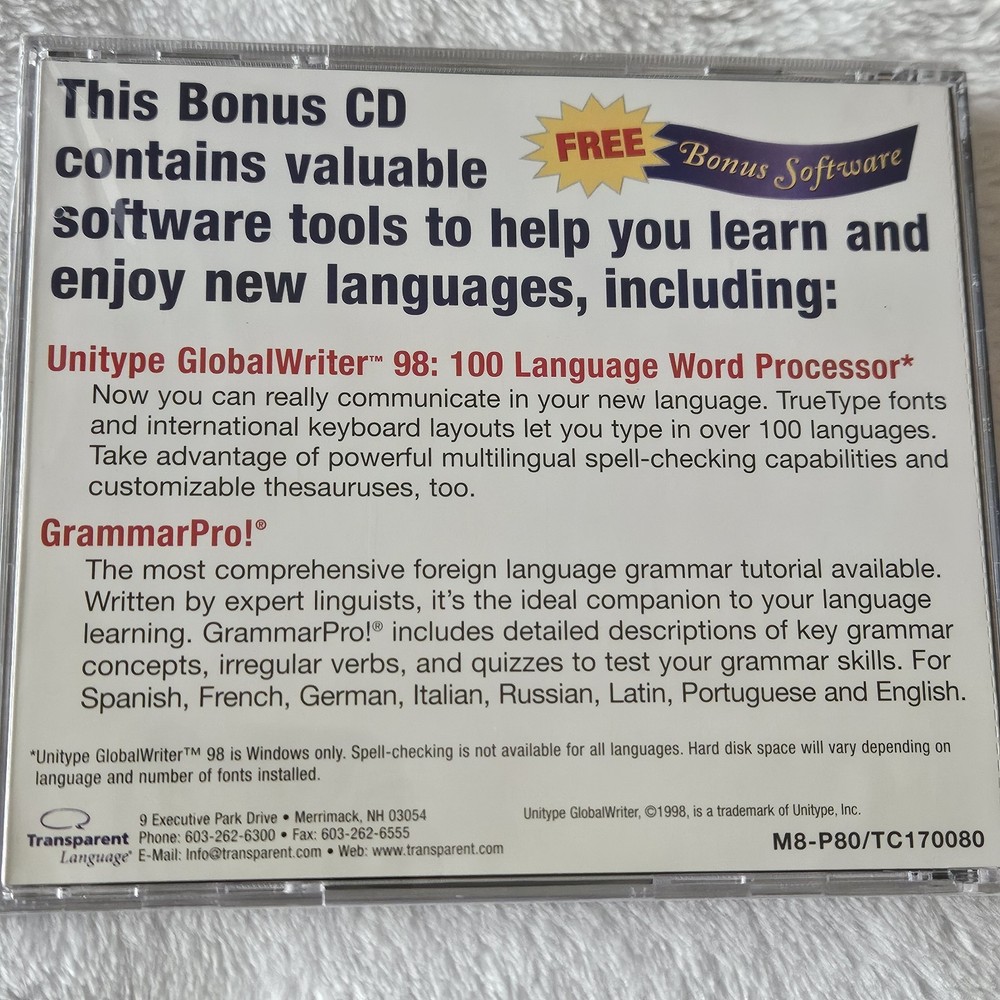 This Bonus CD
contains valuable
FREE Bonus Software
software tools to help you learn and
enjoy new languages, including:
Unitype GlobalWriter™ 98: 100 Language Word Processor*
Now you can really communicate in your new language. TrueType fonts
and international keyboard layouts let you type in over 100 languages.
Take advantage of powerful multilingual spell-checking capabilities and
customizable thesauruses, too.
GrammarPro!®
The most comprehensive foreign language grammar tutorial available.
Written by expert linguists, it's the ideal companion to your language
learning. GrammarPro!® includes detailed descriptions of key grammar
concepts, irregular verbs, and quizzes to test your grammar skills. For
Spanish, French, German, Italian, Russian, Latin, Portuguese and English.
*Unitype GlobalWriter™ 98 is Windows only. Spell-checking is not available for all languages. Hard disk space will vary depending on
language and number of fonts installed.
Transparent
Language®
9 Executive Park Drive • Merrimack, NH 03054
Phone: 603-262-6300 • Fax: 603-262-6555
E-Mail: Info@transparent.com • Web: www.transparent.com
Unitype GlobalWriter, ©1998, is a trademark of Unitype, Inc.
M8-P80/TC170080